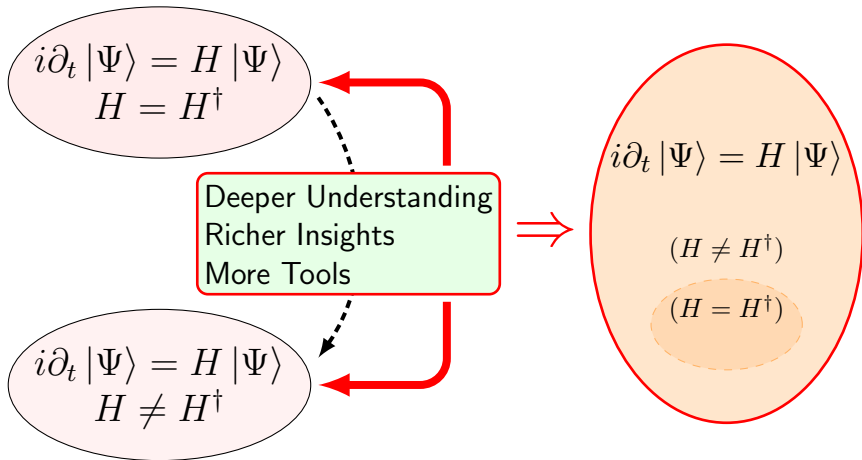 i∂ₜ|Ψ⟩ = H|Ψ⟩
H = H†
Deeper Understanding
Richer Insights
More Tools
⇒
i∂ₜ|Ψ⟩ = H|Ψ⟩
H ≠ H†
i∂ₜ|Ψ⟩ = H|Ψ⟩
(H ≠ H†)
(H = H†)